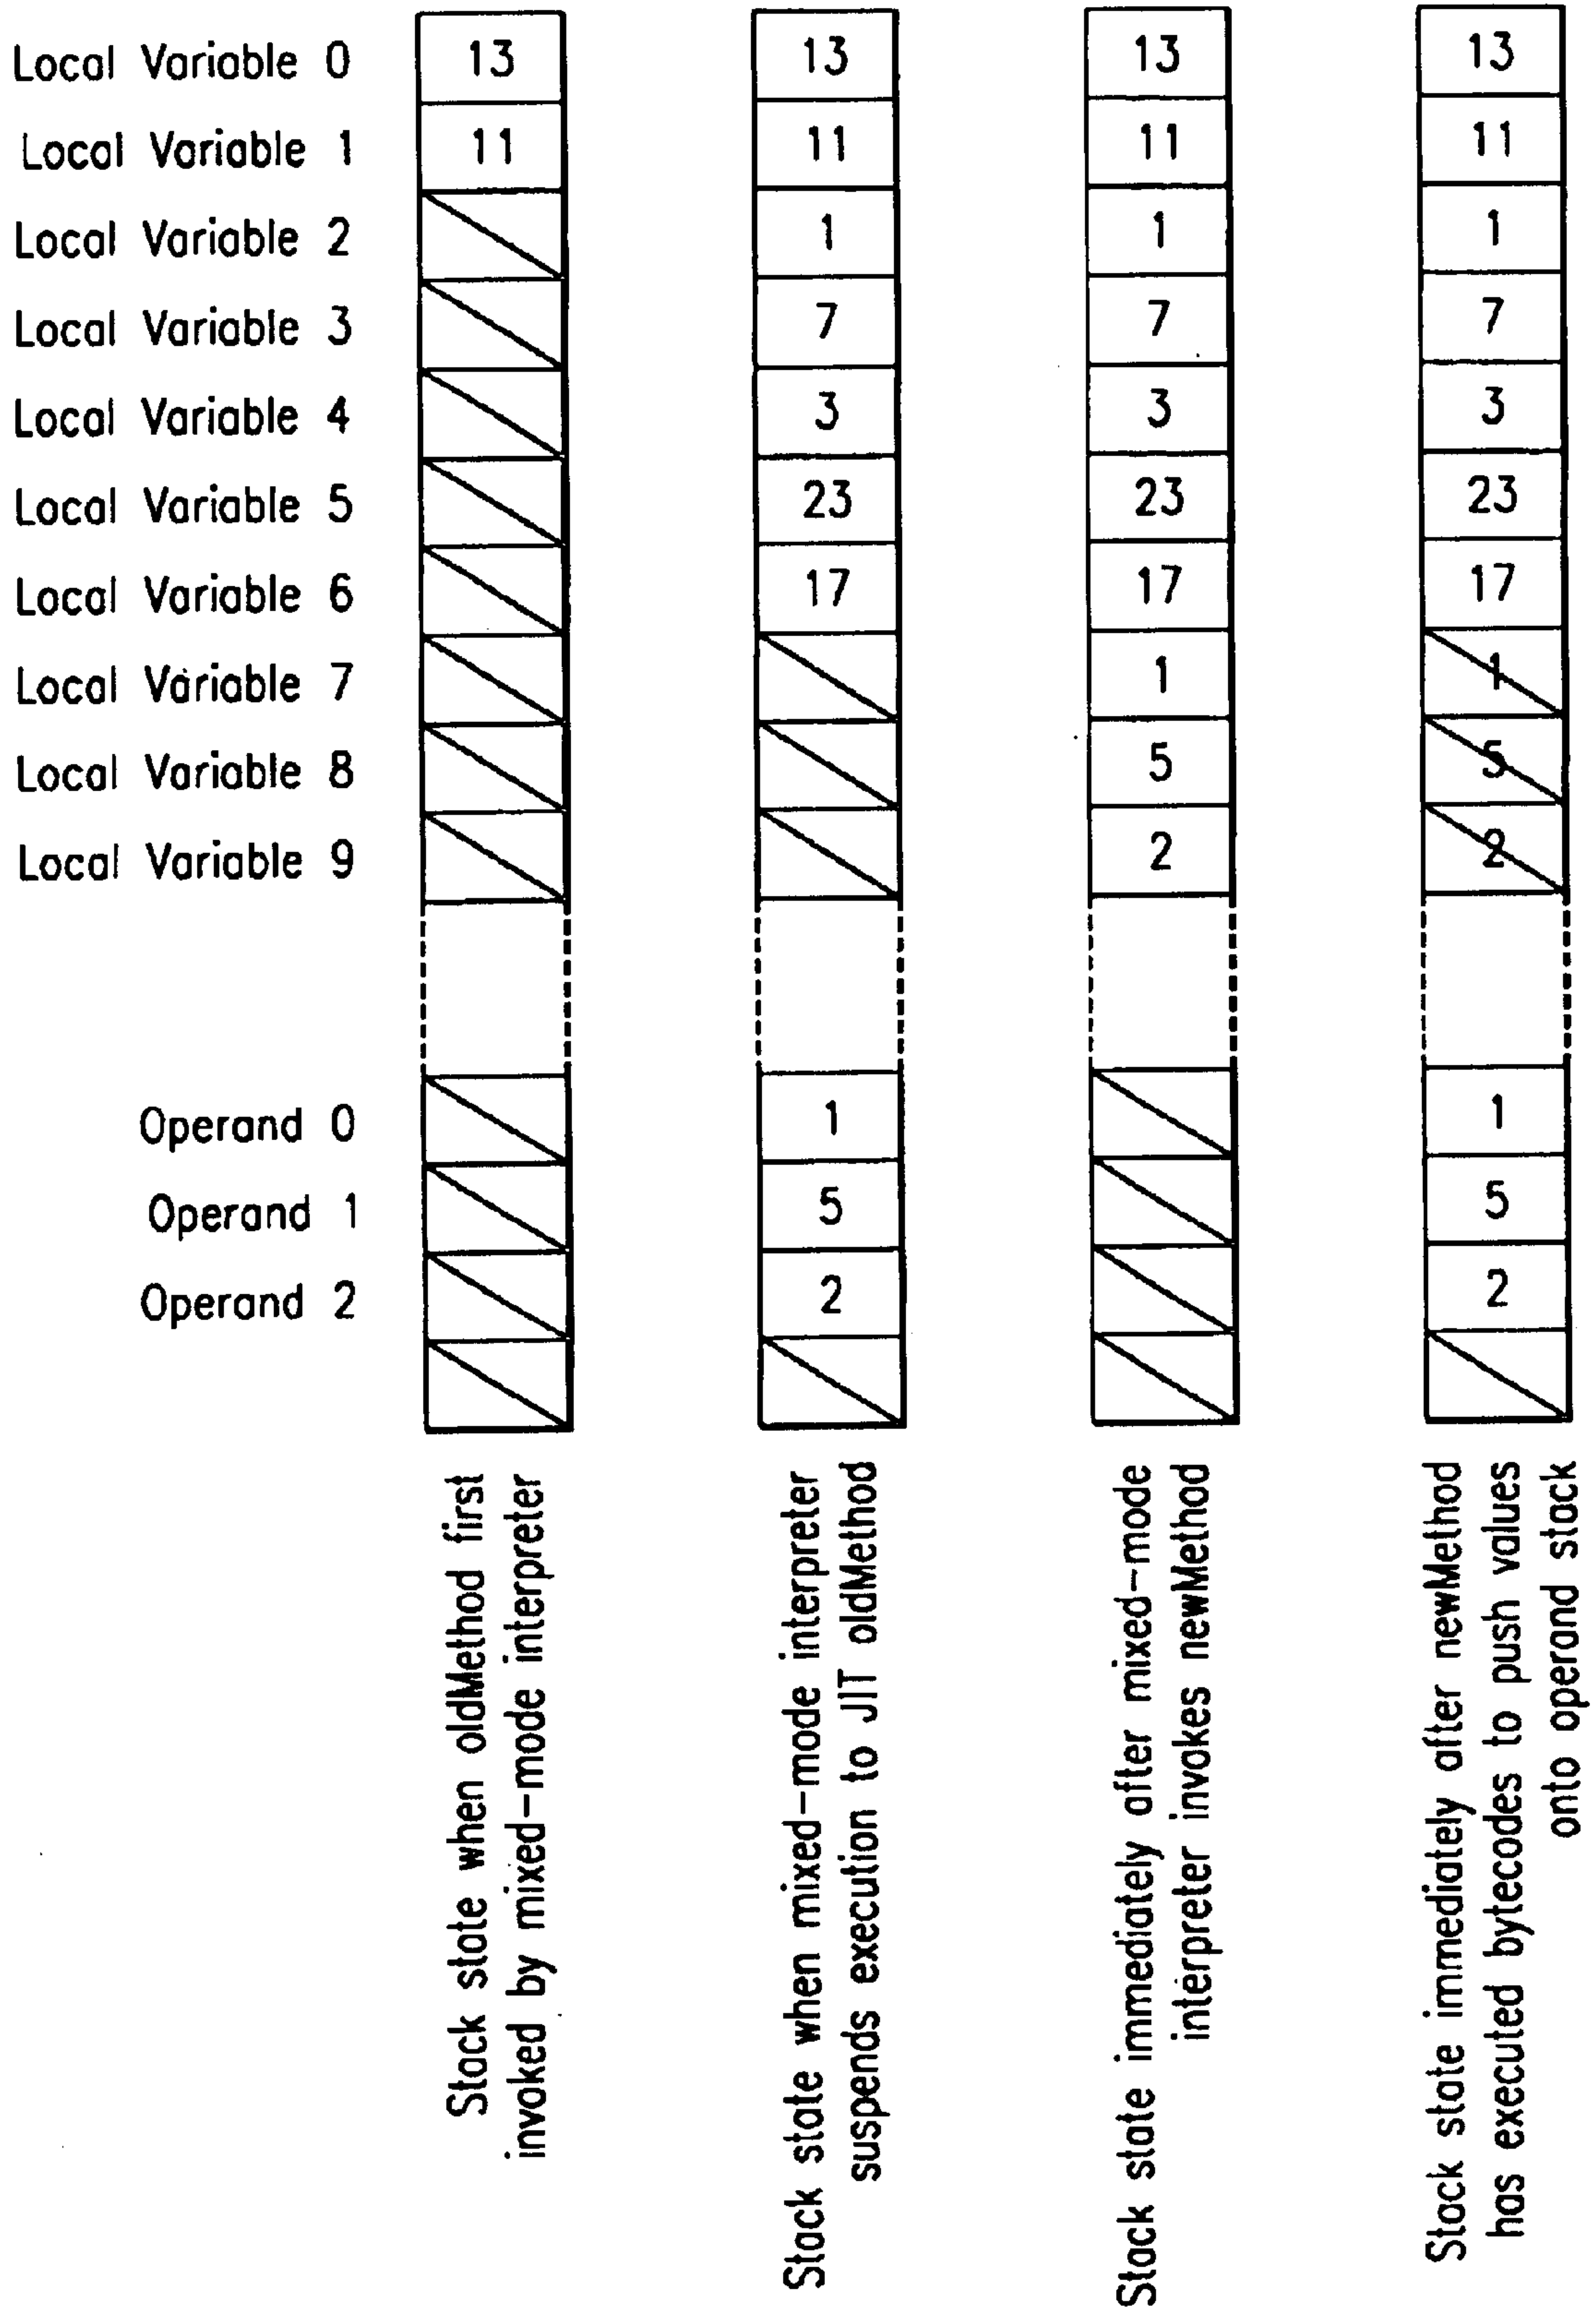 Local Variable 0 13 13 13 13
Local Variable 1 11 11 11 11
Local Variable 2 1 1 1
Local Variable 3 7 7 7
Local Variable 4 3 3 3
Local Variable 5 23 23 23
Local Variable 6 17 17 17
Local Variable 7 1 1
Local Variable 8 5 5
Local Variable 9 2 2
Operand 0 1 1
Operand 1 5 5
Operand 2 2 2
Stack state when oldMethod first
invoked by mixed-mode interpreter
Stack state when mixed-mode interpreter
suspends execution to JIT oldMethod
Stack state immediately after mixed-mode
interpreter invokes newMethod
Stack state immediately after newMethod
has executed bytecodes to push values
onto operand stack